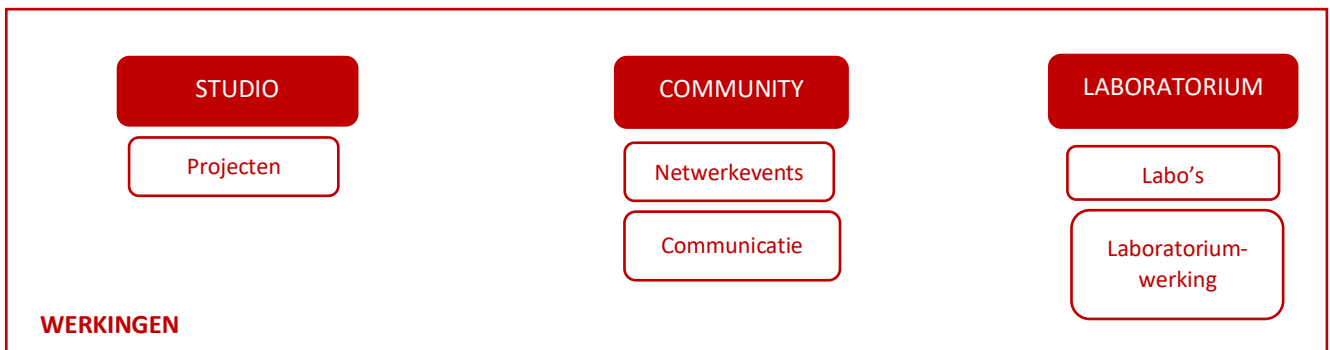 STUDIO
Projecten
COMMUNITY
Netwerkevents
Communicatie
LABORATORIUM
Labo’s
Laboratorium-
werking
WERKINGEN